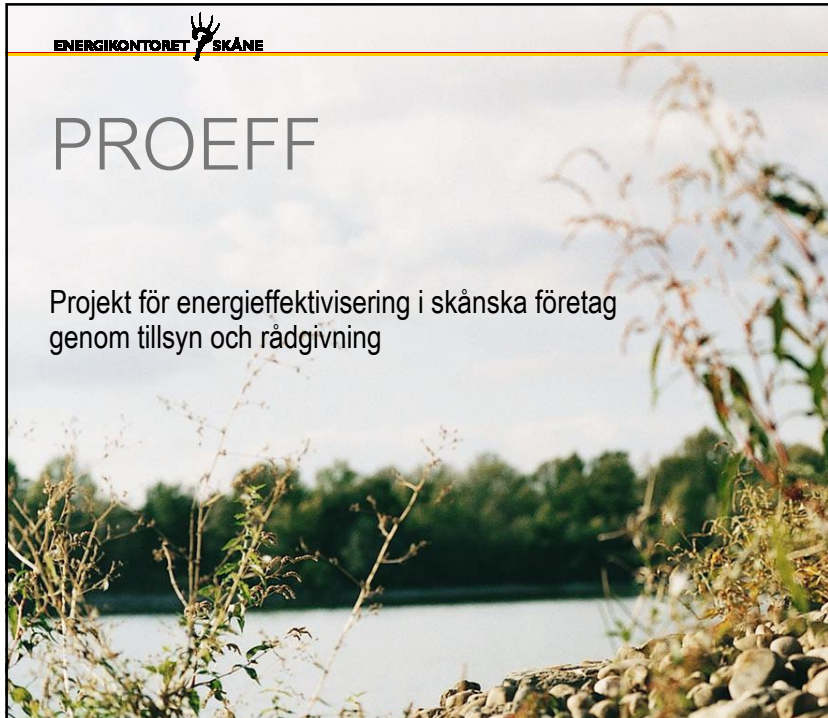 ENERGIKONTORET SKÅNE
PROEFF
Projekt för energieffektivisering i skånska företag
genom tillsyn och rådgivning